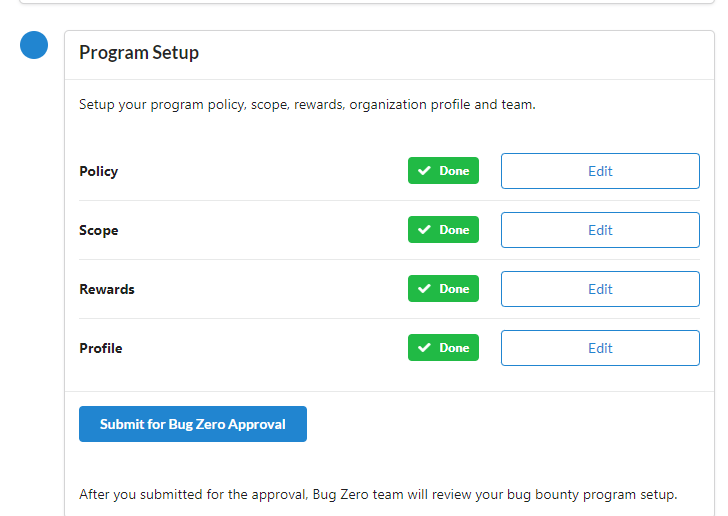 Program Setup
Setup your program policy, scope, rewards, organization profile and team.
Policy Done Edit
Scope Done Edit
Rewards Done Edit
Profile Done Edit
Submit for Bug Zero Approval
After you submitted for the approval, Bug Zero team will review your bug bounty program setup.